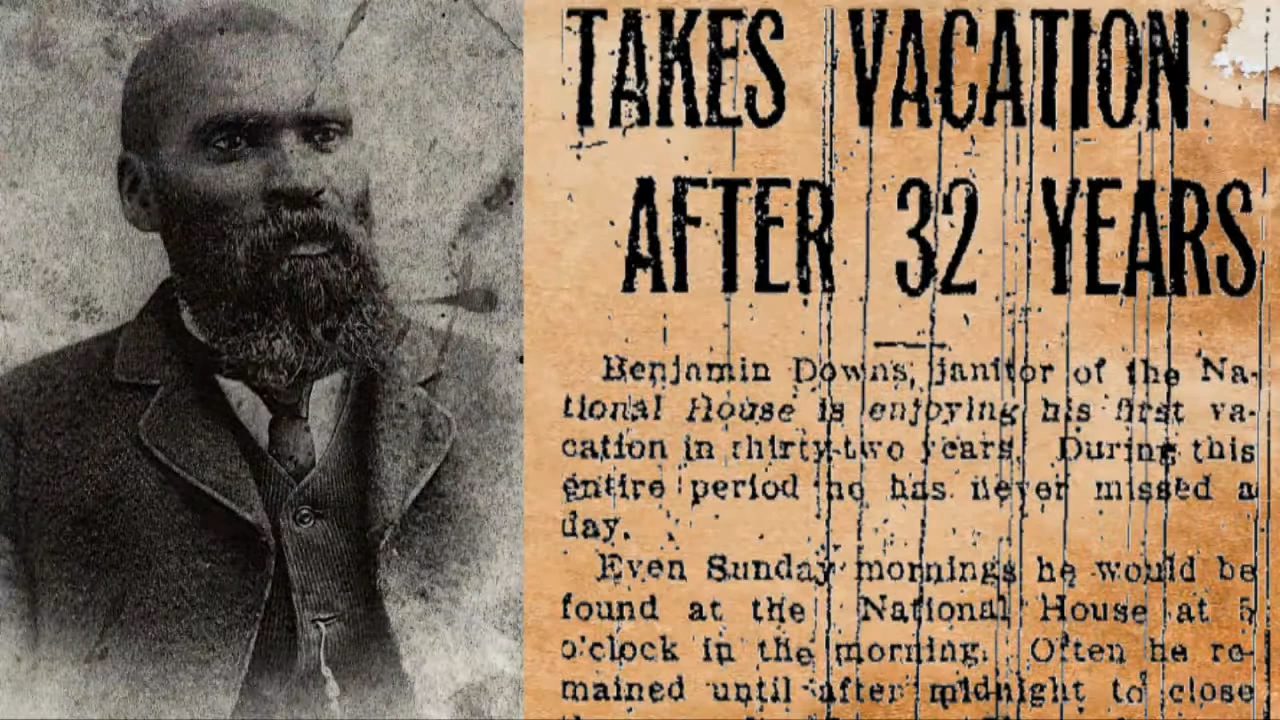 TAKES VACATION
AFTER 32 YEARS
Benjamin Downs, janitor of the Na-
tional House is enjoying his first va-
cation in thirty-two years. During this
entire period he has never missed a
day.
Even Sunday mornings he would be
found at the National House at 5
o'clock in the morning. Often he re-
mained until after midnight to close